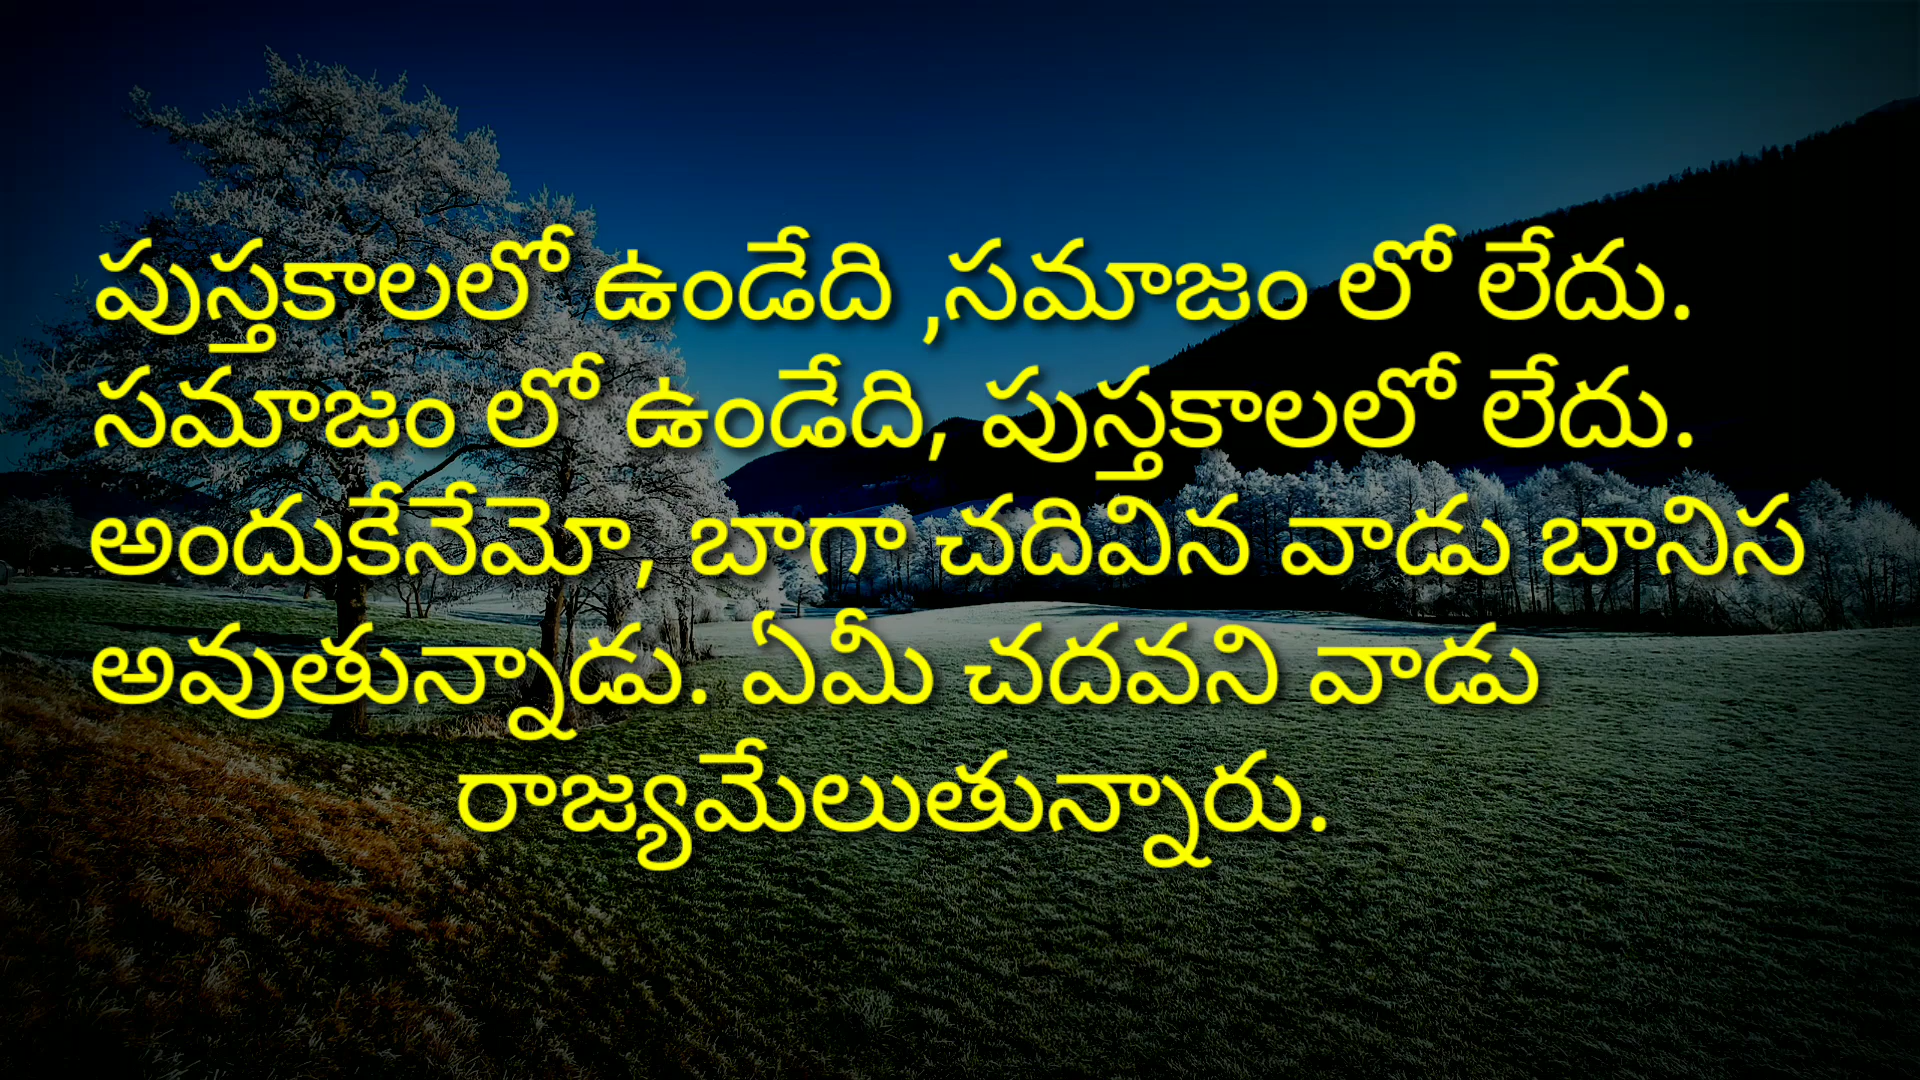 పుస్తకాలలో ఉండేది ,సమాజం లో లేదు.
సమాజం లో ఉండేది, పుస్తకాలలో లేదు.
అందుకేనేమో , బాగా చదివిన వాడు బానిస
అవుతున్నాడు. ఏమీ చదవని వాడు
రాజ్యమేలుతున్నారు.